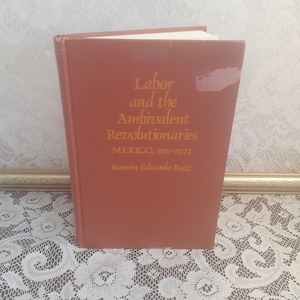 Labor
and the
Ambivalent
Revolutionaries
MEXICO, 1911-1923
Ramón Eduardo Ruiz